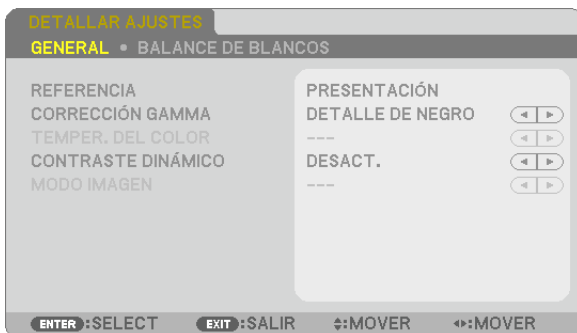 DETALLAR AJUSTES
GENERAL • BALANCE DE BLANCOS
REFERENCIA PRESENTACIÓN
CORRECCIÓN GAMMA DETALLE DE NEGRO
TEMPER. DEL COLOR ---
CONTRASTE DINÁMICO DESACT.
MODO IMAGEN ---
ENTER :SELECT EXIT :SALIR :MOVER :MOVER